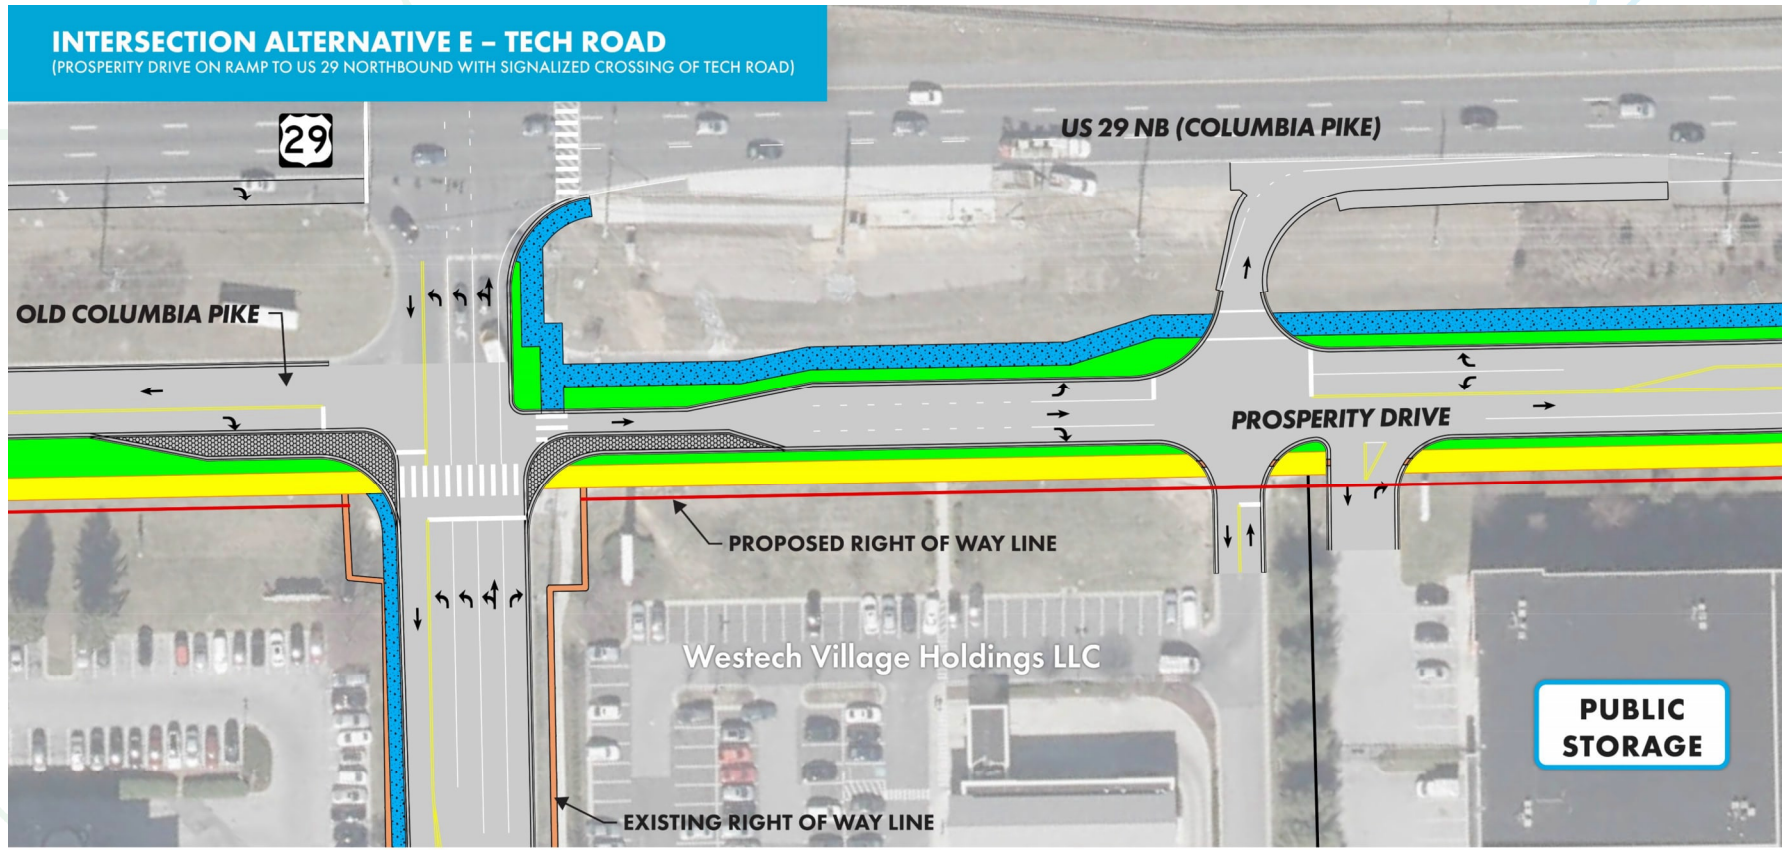 INTERSECTION ALTERNATIVE E – TECH ROAD
(PROSPERITY DRIVE ON RAMP TO US 29 NORTHBOUND WITH SIGNALIZED CROSSING OF TECH ROAD)
29
US 29 NB (COLUMBIA PIKE)
OLD COLUMBIA PIKE
PROSPERITY DRIVE
PROPOSED RIGHT OF WAY LINE
Westech Village Holdings LLC
PUBLIC
STORAGE
EXISTING RIGHT OF WAY LINE